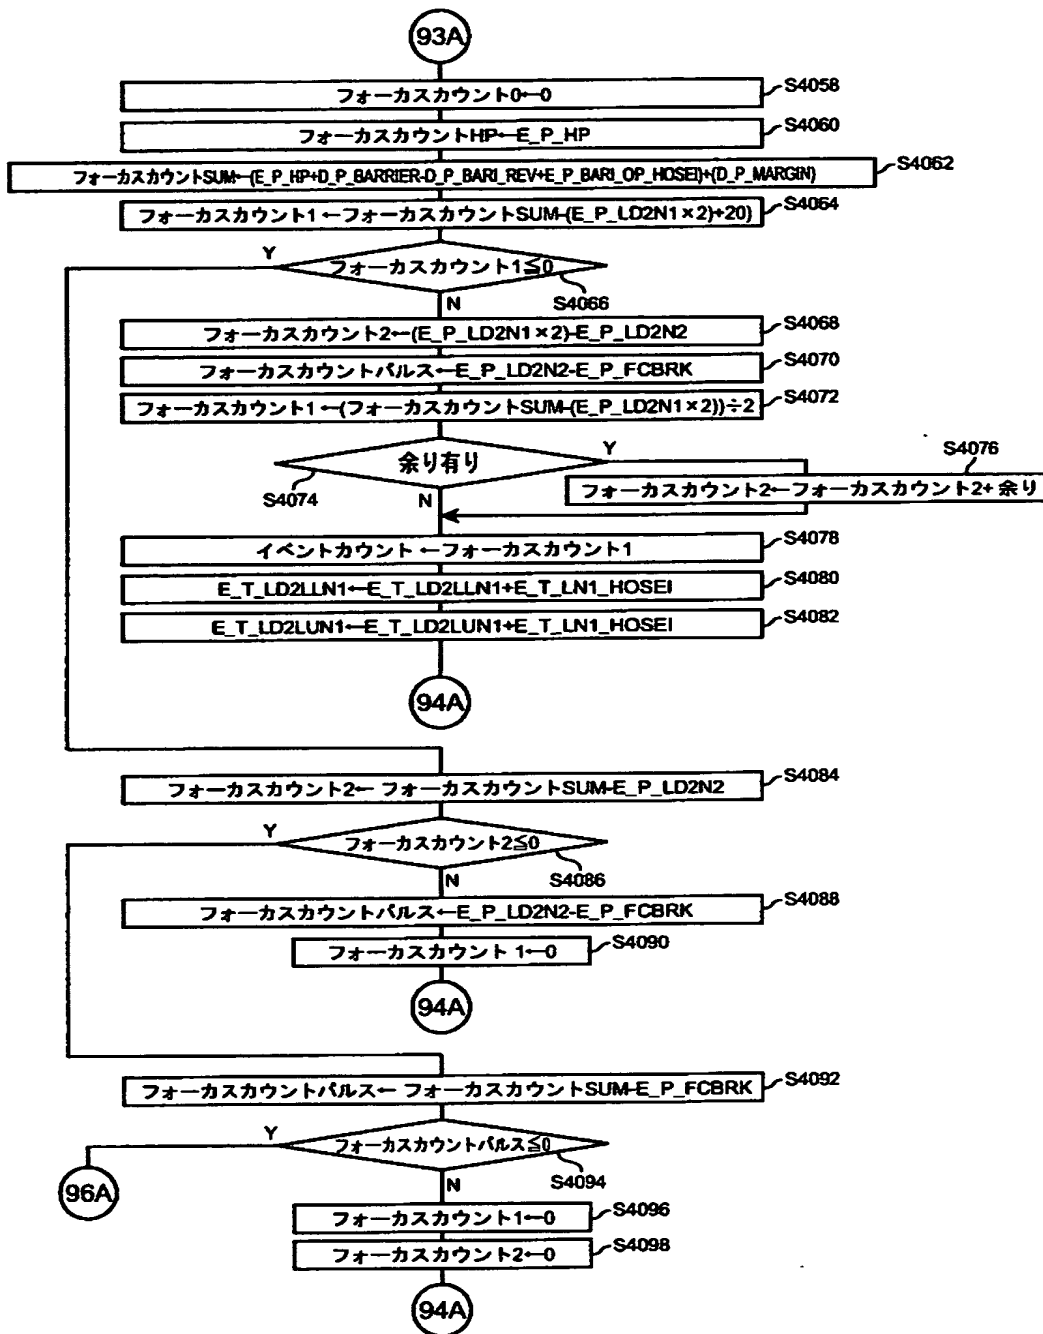 93A
フォーカスカウント0←0
S4058
フォーカスカウントHP←E_P_HP
S4060
フォーカスカウントSUM←(E_P_HP+D_P_BARRIER-D_P_BARI_REV+E_P_BARI_OP_HOSEI)+(D_P_MARGIN)
S4062
フォーカスカウント1←フォーカスカウントSUM-(E_P_LD2N1×2)+20)
S4064
Y
フォーカスカウント1≦0
S4066
N
フォーカスカウント2←(E_P_LD2N1×2)-E_P_LD2N2
S4068
フォーカスカウントパルス←E_P_LD2N2-E_P_FCBRK
S4070
フォーカスカウント1←(フォーカスカウントSUM-(E_P_LD2N1×2))÷2
S4072
余り有り
Y
S4074
N
S4076
フォーカスカウント2←フォーカスカウント2+余り
イベントカウント←フォーカスカウント1
S4078
E_T_LD2LLN1←E_T_LD2LLN1+E_T_LN1_HOSEI
S4080
E_T_LD2LUN1←E_T_LD2LUN1+E_T_LN1_HOSEI
S4082
94A
フォーカスカウント2←フォーカスカウントSUM-E_P_LD2N2
S4084
Y
フォーカスカウント2≦0
S4086
N
フォーカスカウントパルス←E_P_LD2N2-E_P_FCBRK
S4088
フォーカスカウント1←0
S4090
94A
フォーカスカウントパルス←フォーカスカウントSUM-E_P_FCBRK
S4092
Y
フォーカスカウントパルス≦0
S4094
96A
N
フォーカスカウント1←0
S4096
フォーカスカウント2←0
S4098
94A